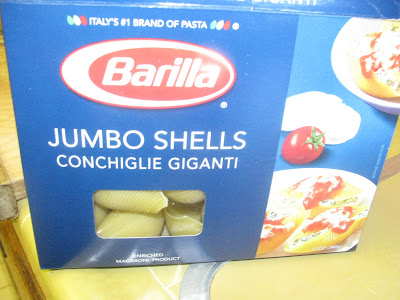 ITALY'S #1 BRAND OF PASTA
Barilla
JUMBO SHELLS
CONCHIGLIE GIGANTI
ENRICHED
MACARONI PRODUCT